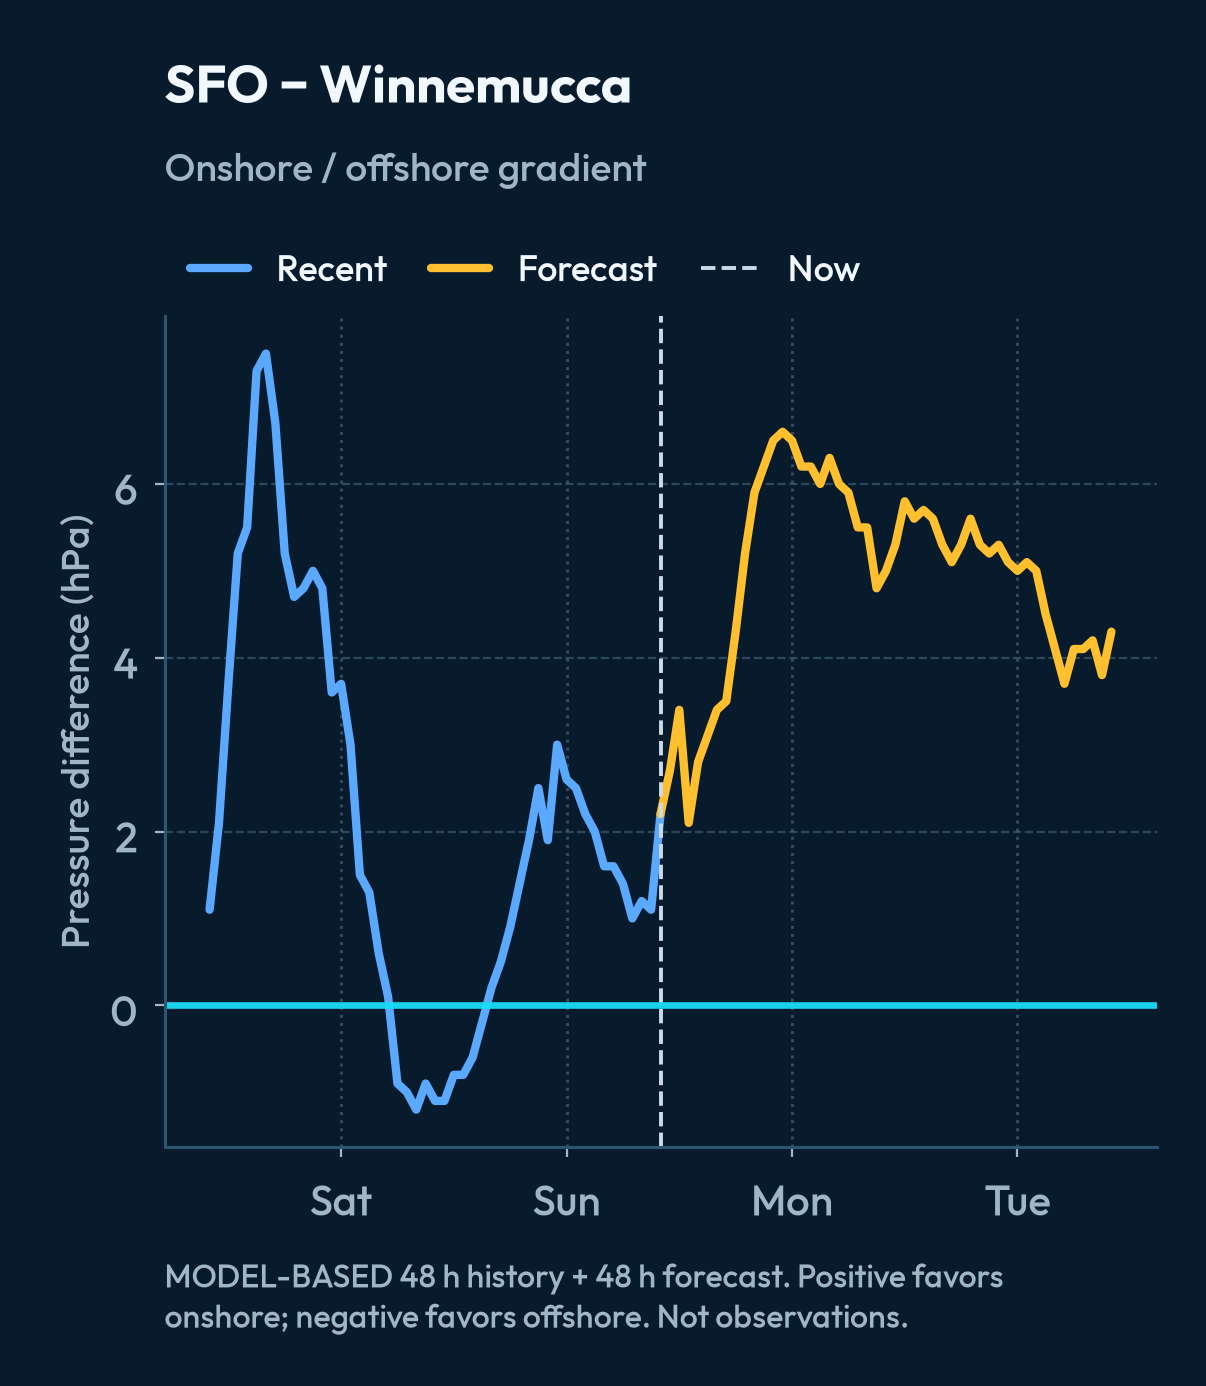 SFO – Winnemucca
Onshore / offshore gradient
Recent Forecast Now
Pressure difference (hPa)
6
4
2
0
Sat Sun Mon Tue
MODEL-BASED 48 h history + 48 h forecast. Positive favors
onshore; negative favors offshore. Not observations.